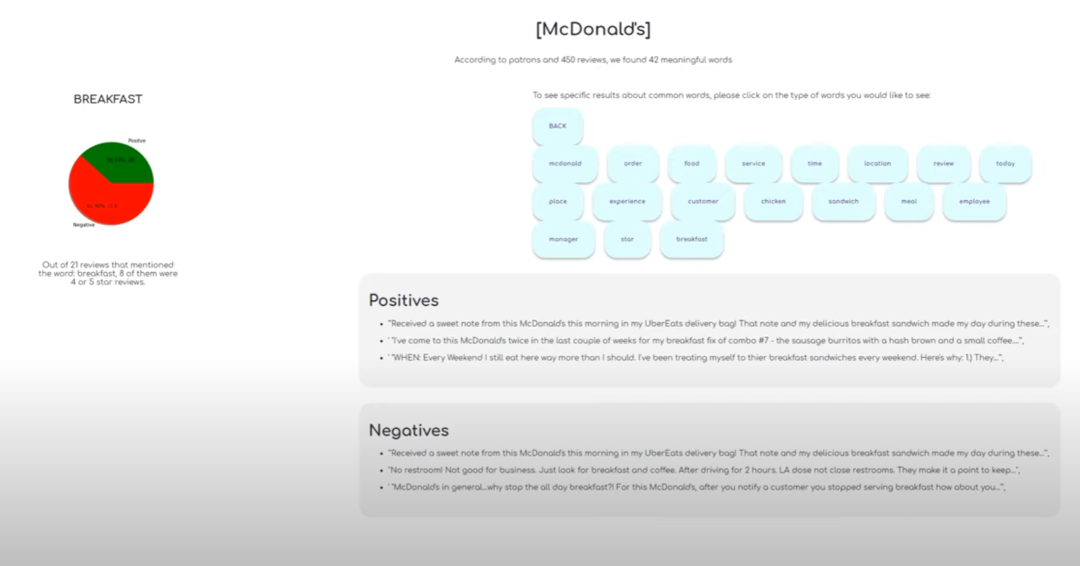 [McDonald's]
According to patrons and 450 reviews, we found 42 meaningful words
BREAKFAST
Positive
Negative
Out of 21 reviews that mentioned
the word: breakfast, 8 of them were
4 or 5 star reviews.
To see specific results about common words, please click on the type of words you would like to see:
BACK
mcdonald order food service time location review today
place experience customer chicken sandwich meal employee
manager star breakfast
Positives
• "Received a sweet note from this McDonald's this morning in my UberEats delivery bag! That note and my delicious breakfast sandwich made my day during these...",
• ' "I've come to this McDonald's twice in the last couple of weeks for my breakfast fix of combo #7 - the sausage burritos with a hash brown and a small coffee....",
• ' "WHEN: Every Weekend I still eat here way more than I should. I've been treating myself to thier breakfast sandwiches every weekend. Here's why: 1.) They...",
Negatives
• "Received a sweet note from this McDonald's this morning in my UberEats delivery bag! That note and my delicious breakfast sandwich made my day during these...",
• "No restroom! Not good for business. Just look for breakfast and coffee. After driving for 2 hours. LA dose not close restrooms. They make it a point to keep...",
• ' "McDonald's in general...why stop the all day breakfast?! For this McDonald's, after you notify a customer you stopped serving breakfast how about you...",